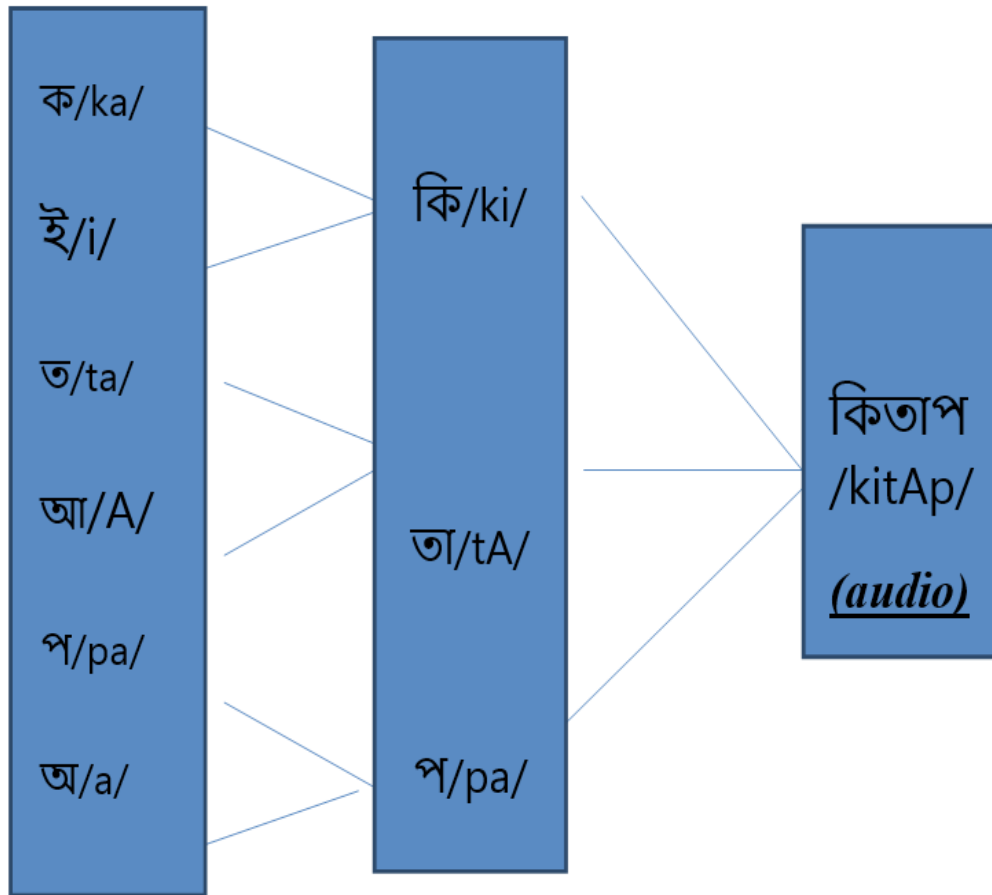 ক/ka/
ই/i/
ত/ta/
আ/A/
প/pa/
অ/a/
কি/ki/
তা/tA/
প/pa/
কিতাপ
/kitAp/
(audio)